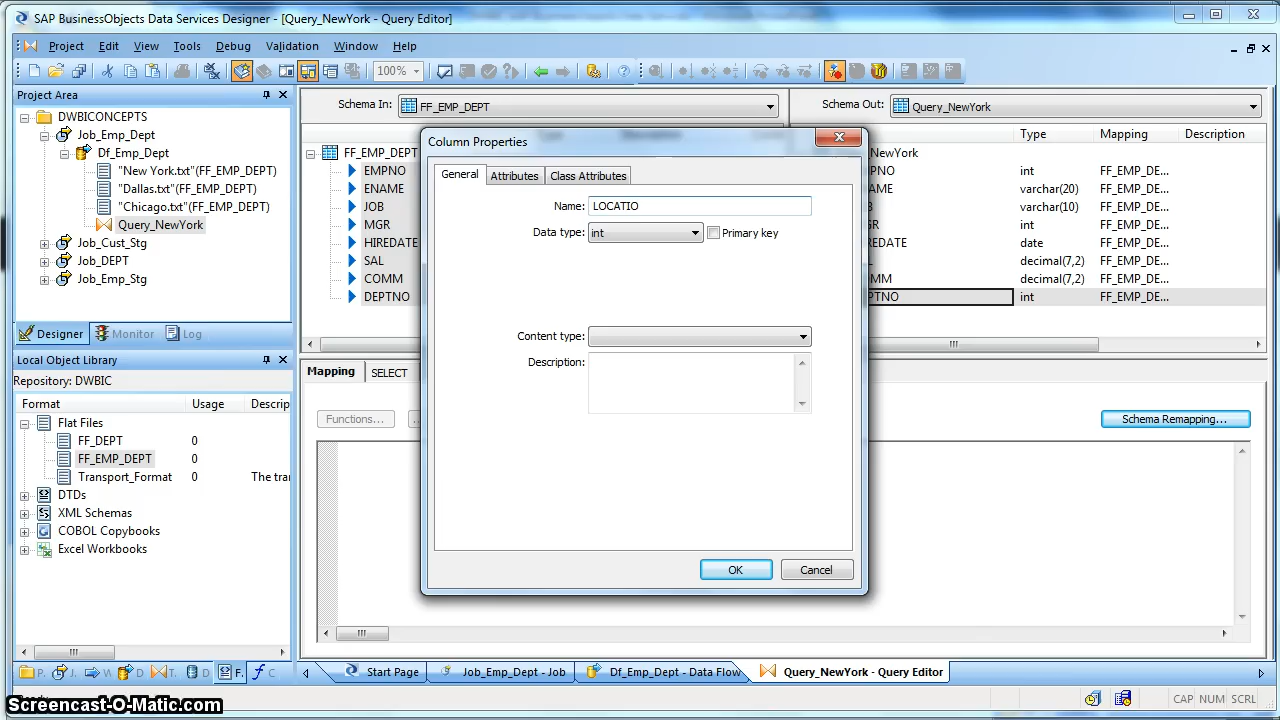 SAP BusinessObjects Data Services Designer - [Query_NewYork - Query Editor]
Project Edit View Tools Debug Validation Window Help
100%
Project Area
DWBICONCEPTS
Job_Emp_Dept
Df_Emp_Dept
"New York.txt"(FF_EMP_DEPT)
"Dallas.txt"(FF_EMP_DEPT)
"Chicago.txt"(FF_EMP_DEPT)
Query_NewYork
Job_Cust_Stg
Job_DEPT
Job_Emp_Stg
Designer Monitor Log
Local Object Library
Repository: DWBIC
Format Usage Descrip
Flat Files
FF_DEPT 0
FF_EMP_DEPT 0
Transport_Format 0 The tra
DTDs
XML Schemas
COBOL Copybooks
Excel Workbooks
P. J. W T. D D F. C
Schema In: FF_EMP_DEPT
FF_EMP_DEPT
EMPNO
ENAME
JOB
MGR
HIREDATE
SAL
COMM
DEPTNO
Schema Out: Query_NewYork
Type Mapping Description
_NewYork
PNO int FF_EMP_DE...
AME varchar(20) FF_EMP_DE...
B varchar(10) FF_EMP_DE...
R int FF_EMP_DE...
REDATE date FF_EMP_DE...
L decimal(7,2) FF_EMP_DE...
MM decimal(7,2) FF_EMP_DE...
PTNO int FF_EMP_DE...
Column Properties
General Attributes Class Attributes
Name: LOCATIO
Data type: int Primary key
Content type:
Description:
OK Cancel
Mapping SELECT
Functions... ...
Schema Remapping...
Start Page Job_Emp_Dept - Job Df_Emp_Dept - Data Flow Query_NewYork - Query Editor
CAP NUM SCRL
Screencast-O-Matic.com